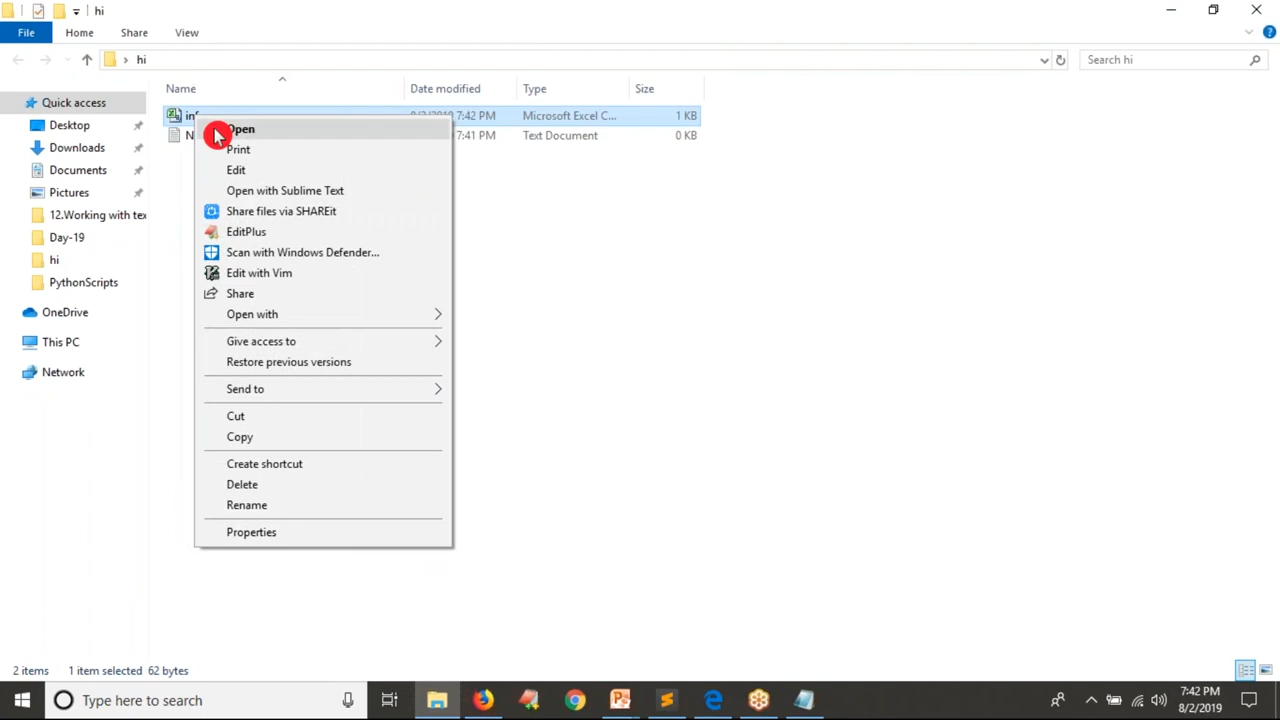 hi
File Home Share View
hi Search hi
Name Date modified Type Size
Quick access
Desktop
Downloads
Documents
Pictures
12.Working with tex
Day-19
hi
PythonScripts
OneDrive
This PC
Network
7:42 PM Microsoft Excel C... 1 KB
7:41 PM Text Document 0 KB
Open
Print
Edit
Open with Sublime Text
Share files via SHAREit
EditPlus
Scan with Windows Defender...
Edit with Vim
Share
Open with
Give access to
Restore previous versions
Send to
Cut
Copy
Create shortcut
Delete
Rename
Properties
2 items 1 item selected 62 bytes
Type here to search
7:42 PM
8/2/2019